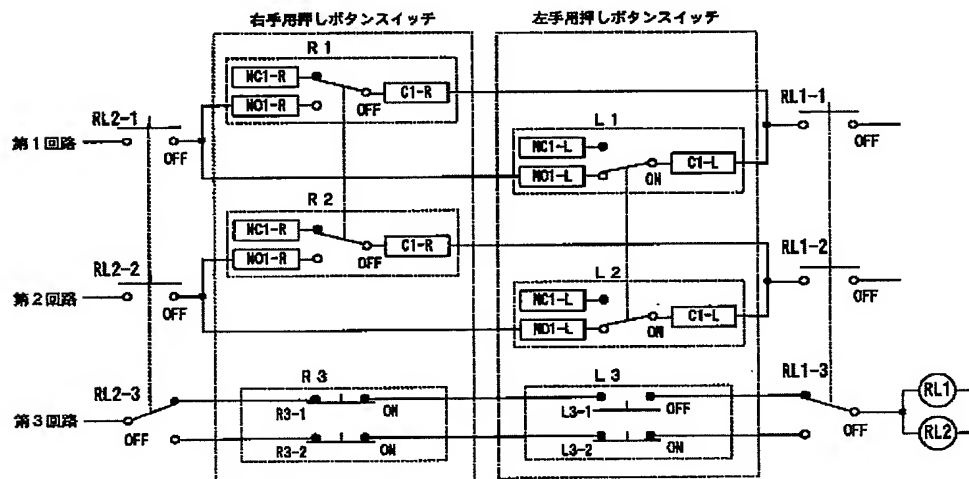 右手用押しボタンスイッチ
左手用押しボタンスイッチ
R1
NC1-R
NO1-R
C1-R
OFF
RL2-1
第1回路
OFF
L1
NC1-L
NO1-L
C1-L
ON
RL1-1
OFF
R2
NC1-R
NO1-R
C1-R
OFF
RL2-2
第2回路
OFF
L2
NC1-L
NO1-L
C1-L
ON
RL1-2
OFF
R3
RL2-3
第3回路
OFF
R3-1
ON
R3-2
ON
L3
L3-1
OFF
L3-2
ON
RL1-3
OFF
RL1
RL2